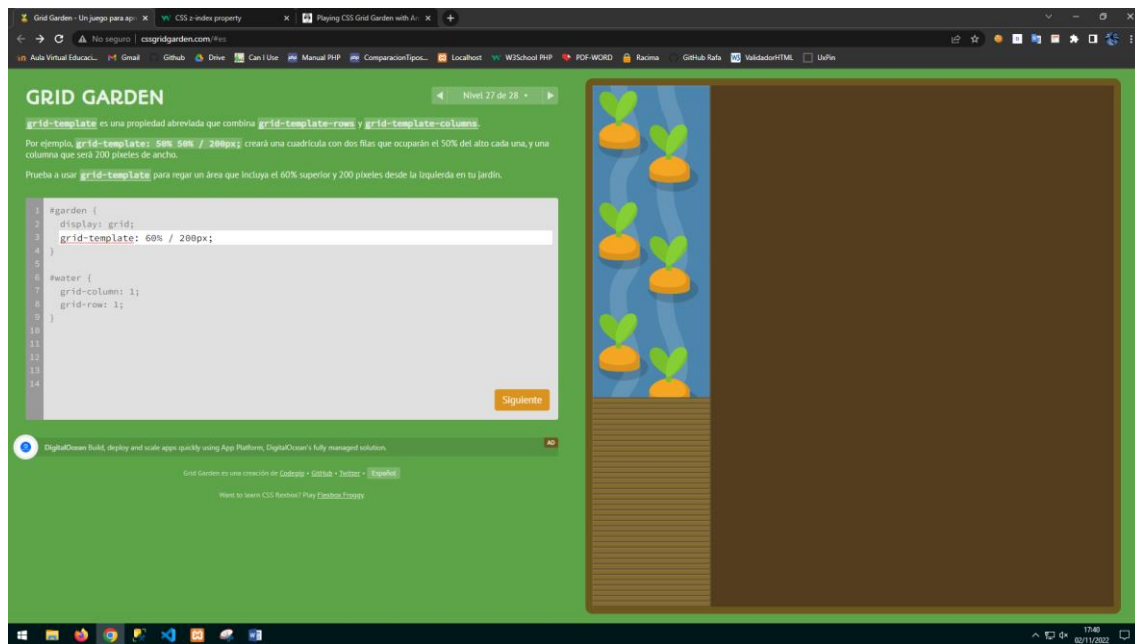 Grid Garden - Un juego para apr
CSS z-index property
Playing CSS Grid Garden with An
No seguro | cssgridgarden.com/#es
Aula Virtual Educaci...
Gmail
Github
Drive
Can I Use
Manual PHP
ComparacionTipos...
Localhost
W3School PHP
PDF-WORD
Racima
GitHub Rafa
ValidadorHTML
UxPin
GRID GARDEN
Nivel 27 de 28
grid-template es una propiedad abreviada que combina grid-template-rows y grid-template-columns.
Por ejemplo, grid-template: 50% 50% / 200px; creará una cuadrícula con dos filas que ocuparán el 50% del alto cada una, y una
columna que será 200 píxeles de ancho.
Prueba a usar grid-template para regar un área que incluya el 60% superior y 200 píxeles desde la izquierda en tu jardín.
1 #garden {
2 display: grid;
3 grid-template: 60% / 200px;
4 }
5
6 #water {
7 grid-column: 1;
8 grid-row: 1;
9 }
10
11
12
13
14
Siguiente
DigitalOcean Build, deploy and scale apps quickly using App Platform, DigitalOcean's fully managed solution.
AD
Grid Garden es una creación de Codepip • GitHub • Twitter • Español
Want to learn CSS flexbox? Play Flexbox Froggy
17:40
02/11/2022